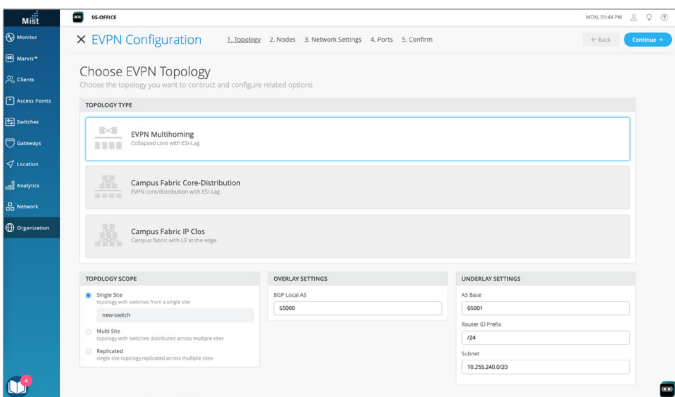 Mist
SG-OFFICE
MON, 01:44 PM
Monitor
Marvis™
Clients
Access Points
Switches
Gateways
Location
Analytics
Network
Organization
4
X EVPN Configuration
1. Topology 2. Nodes 3. Network Settings 4. Ports 5. Confirm
← Back
Continue →
Choose EVPN Topology
Choose the topology you want to contruct and configure related options
TOPOLOGY TYPE
EVPN Multihoming
Collapsed core with ESI-Lag
Campus Fabric Core-Distribution
EVPN core/distribution with ESI-Lag
Campus Fabric IP Clos
Campus fabric with L3 at the edge
TOPOLOGY SCOPE
Single Site
topology with switches from a single site
new-switch
Multi Site
topology with switches distributed across multiple sites
Replicated
single site topology,replicated across multiple sites
OVERLAY SETTINGS
BGP Local AS
65000
UNDERLAY SETTINGS
AS Base
65001
Router ID Prefix
/24
Subnet
10.255.240.0/20